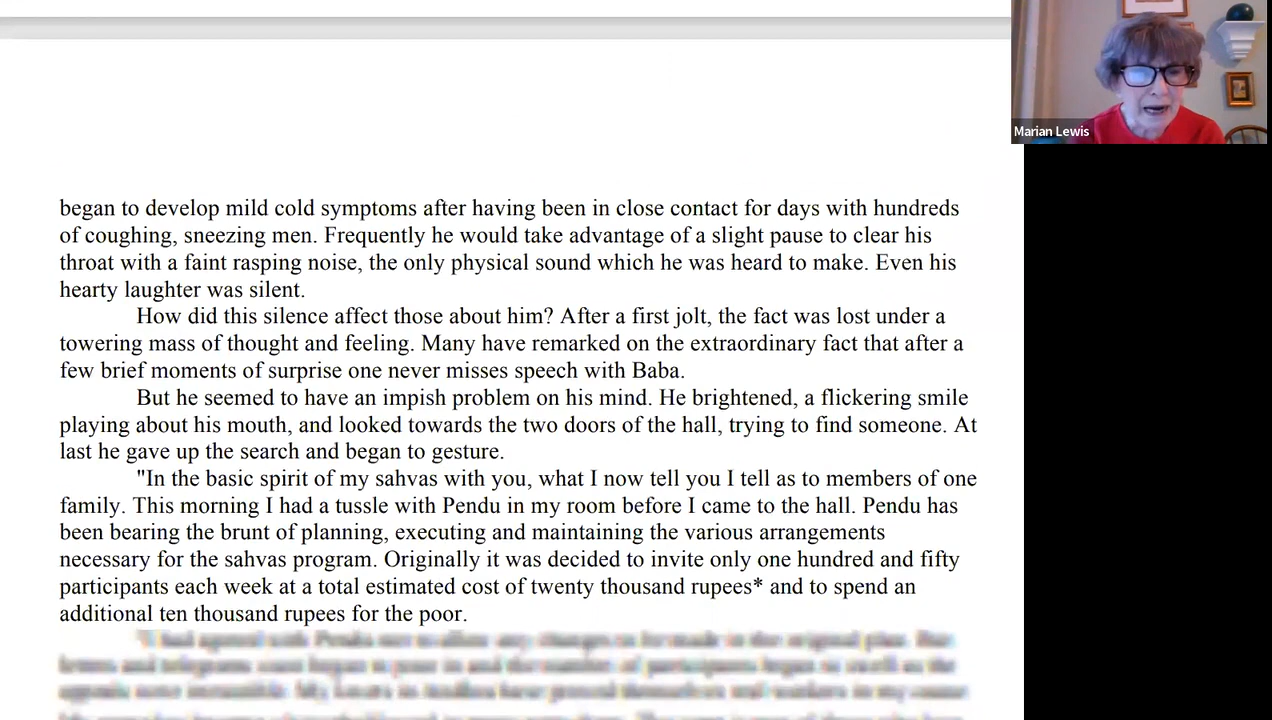 began to develop mild cold symptoms after having been in close contact for days with hundreds
of coughing, sneezing men. Frequently he would take advantage of a slight pause to clear his
throat with a faint rasping noise, the only physical sound which he was heard to make. Even his
hearty laughter was silent.
How did this silence affect those about him? After a first jolt, the fact was lost under a
towering mass of thought and feeling. Many have remarked on the extraordinary fact that after a
few brief moments of surprise one never misses speech with Baba.
But he seemed to have an impish problem on his mind. He brightened, a flickering smile
playing about his mouth, and looked towards the two doors of the hall, trying to find someone. At
last he gave up the search and began to gesture.
"In the basic spirit of my sahvas with you, what I now tell you I tell as to members of one
family. This morning I had a tussle with Pendu in my room before I came to the hall. Pendu has
been bearing the brunt of planning, executing and maintaining the various arrangements
necessary for the sahvas program. Originally it was decided to invite only one hundred and fifty
participants each week at a total estimated cost of twenty thousand rupees* and to spend an
additional ten thousand rupees for the poor.
Marian Lewis